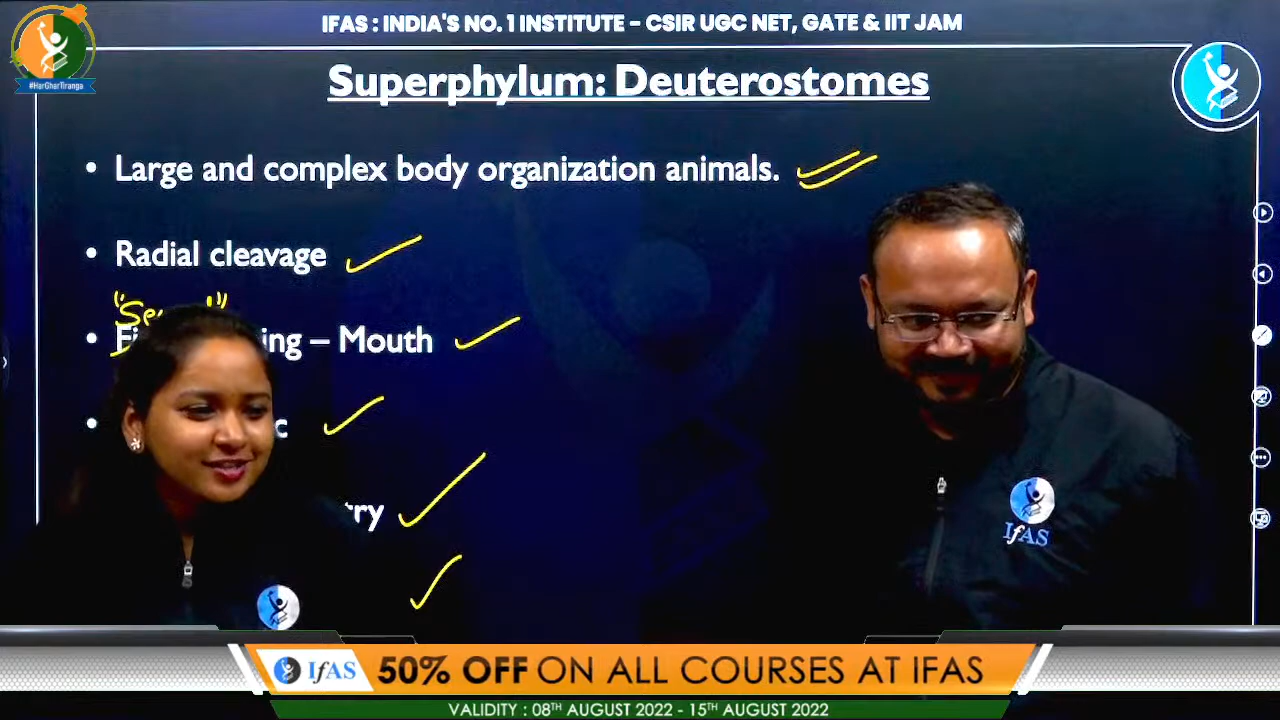 IFAS : INDIA'S NO. 1 INSTITUTE – CSIR UGC NET, GATE & IIT JAM
#HarGharTiranga
Superphylum: Deuterostomes
• Large and complex body organization animals.
• Radial cleavage
– Mouth
IfAS
IfAS
50% OFF ON ALL COURSES AT IFAS
VALIDITY : 08TH AUGUST 2022 - 15TH AUGUST 2022